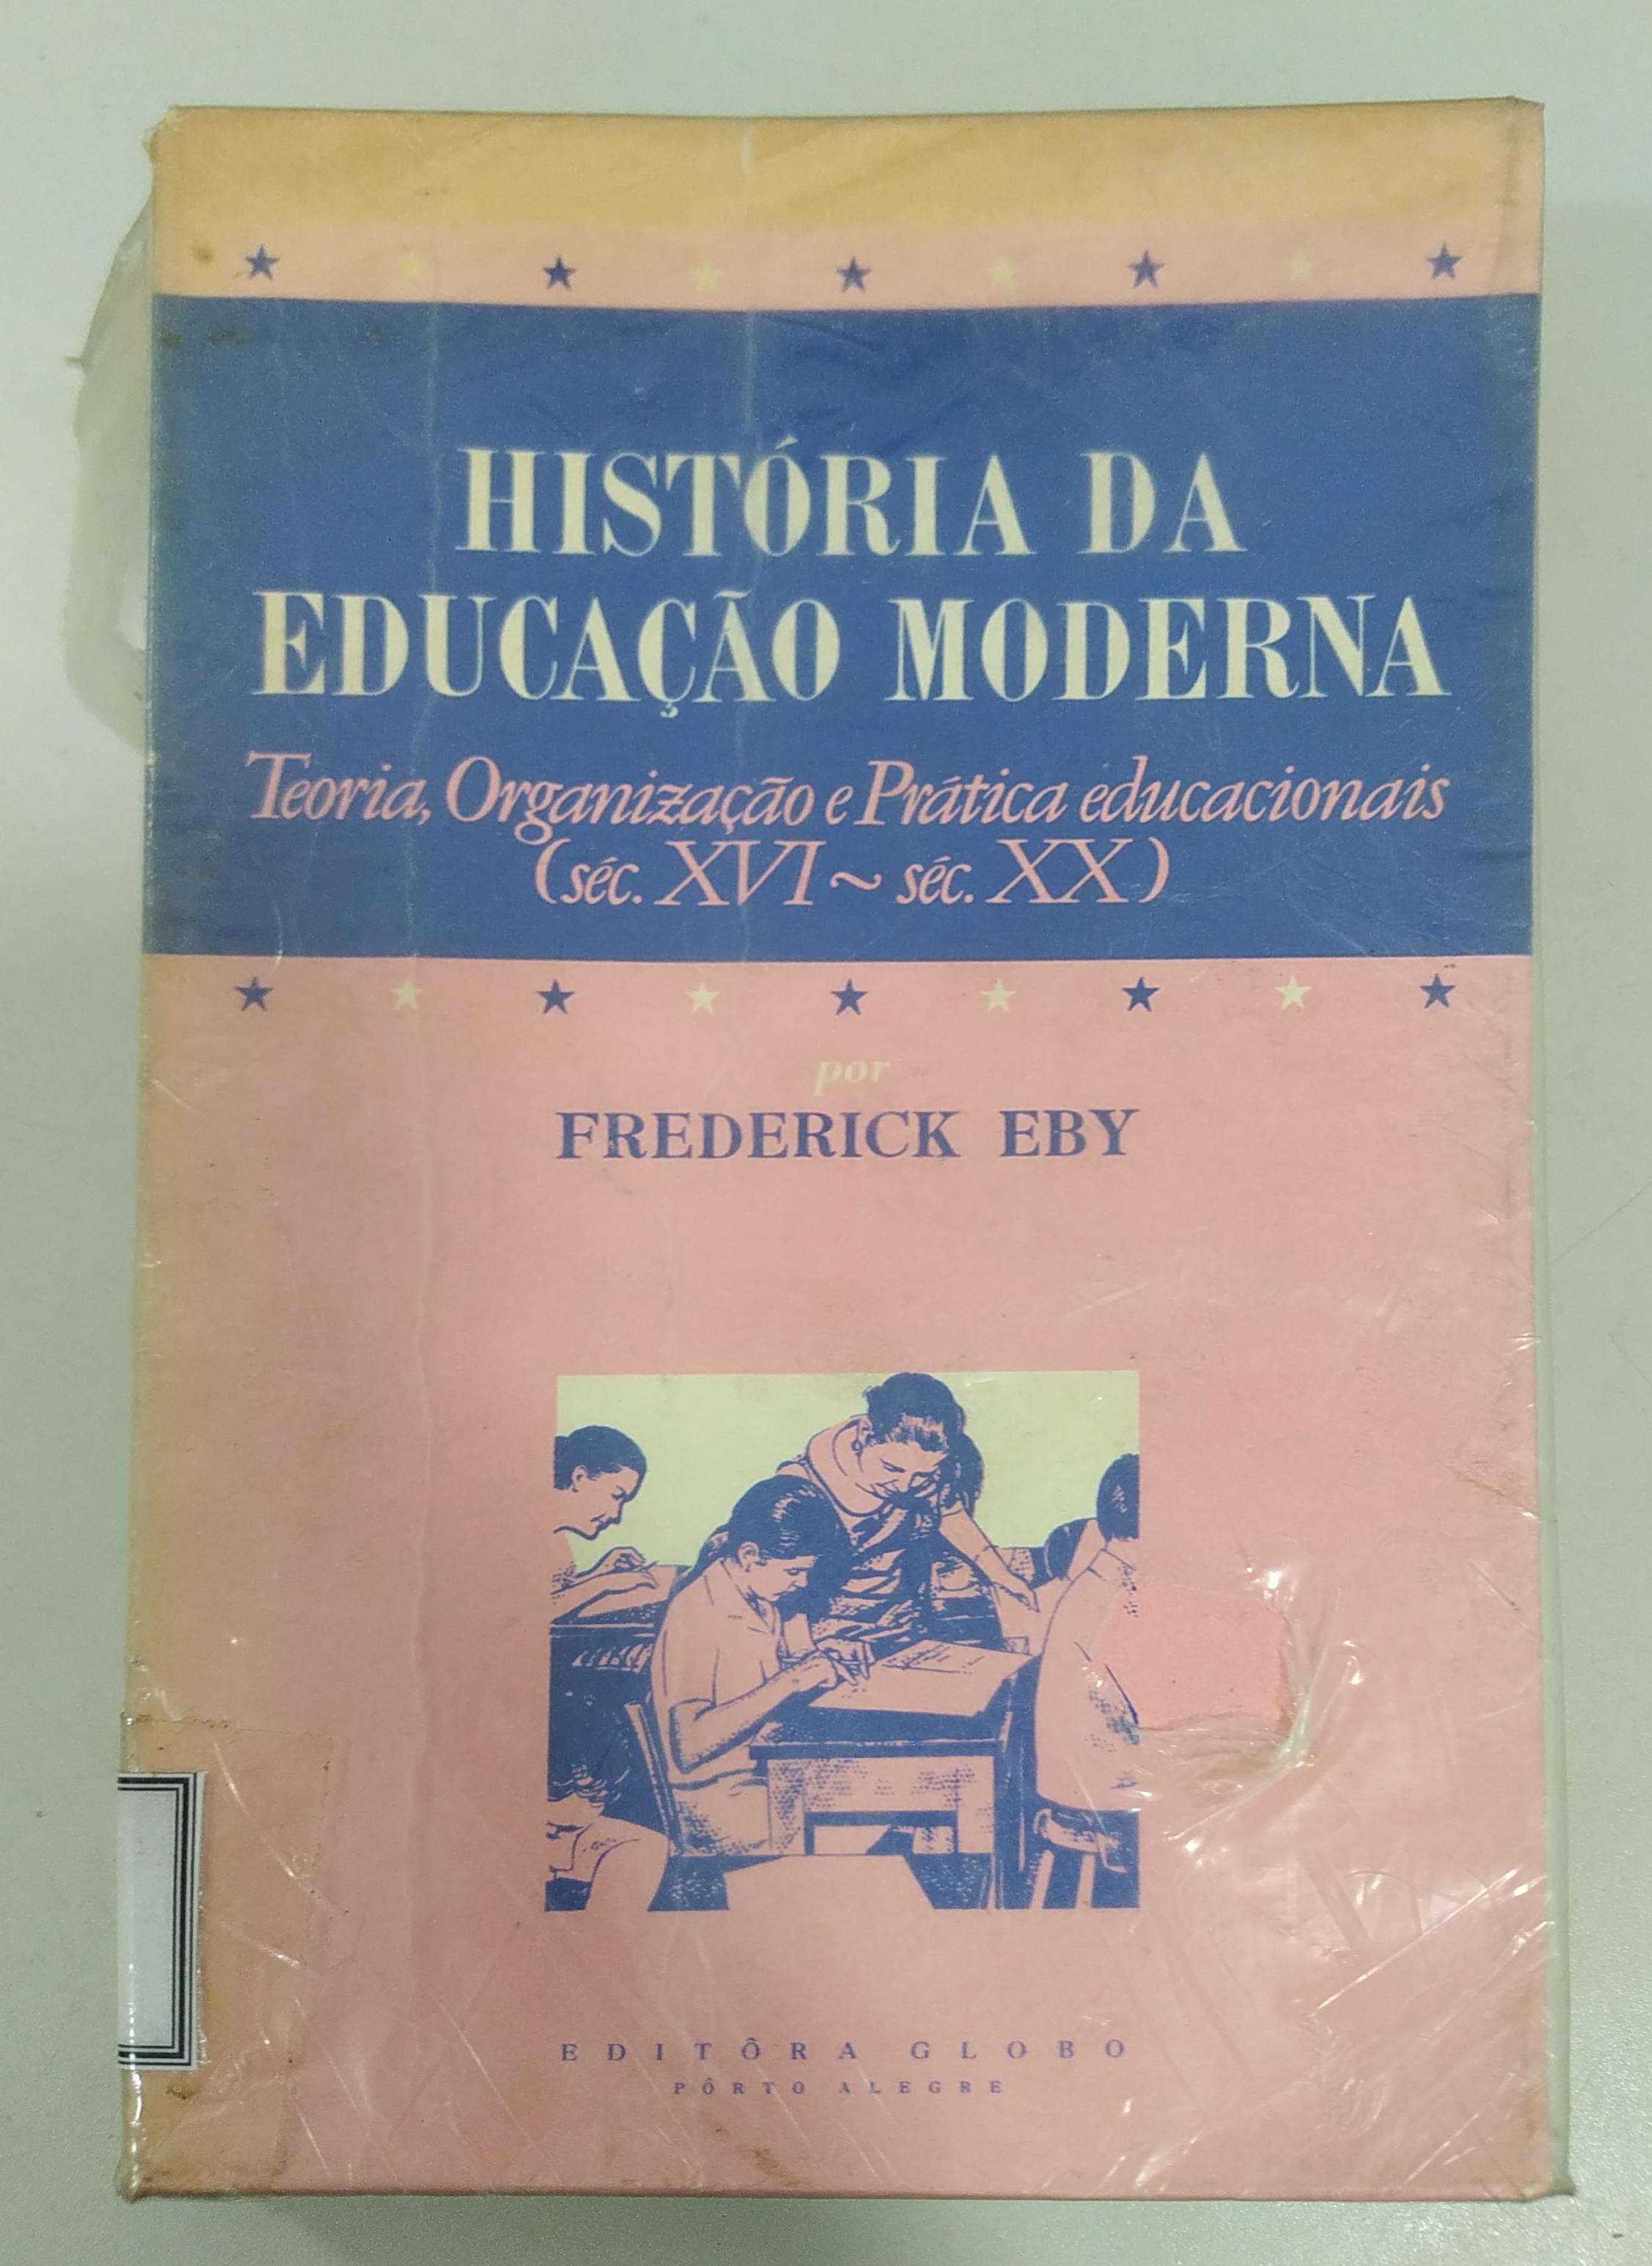 HISTÓRIA DA
EDUCAÇÃO MODERNA
Teoria, Organização e Prática educacionais
(séc. XVI ~ séc. XX)
por
FREDERICK EBY
EDITÔRA GLOBO
PÔRTO ALEGRE